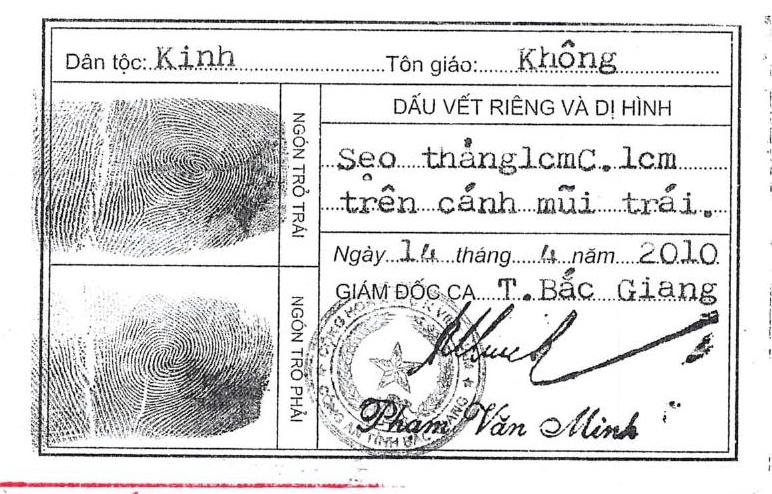 Dân tộc: Kinh Tôn giáo: Không
NGÓN TRỎ TRÁI
NGÓN TRỎ PHẢI
DẤU VẾT RIÊNG VÀ DỊ HÌNH
Sẹo thẳng1cmC.1cm
trên cánh mũi trái.
Ngày 14 tháng 4 năm 2010
GIÁM ĐỐC CA T. Bắc Giang
Phạm Văn Minh